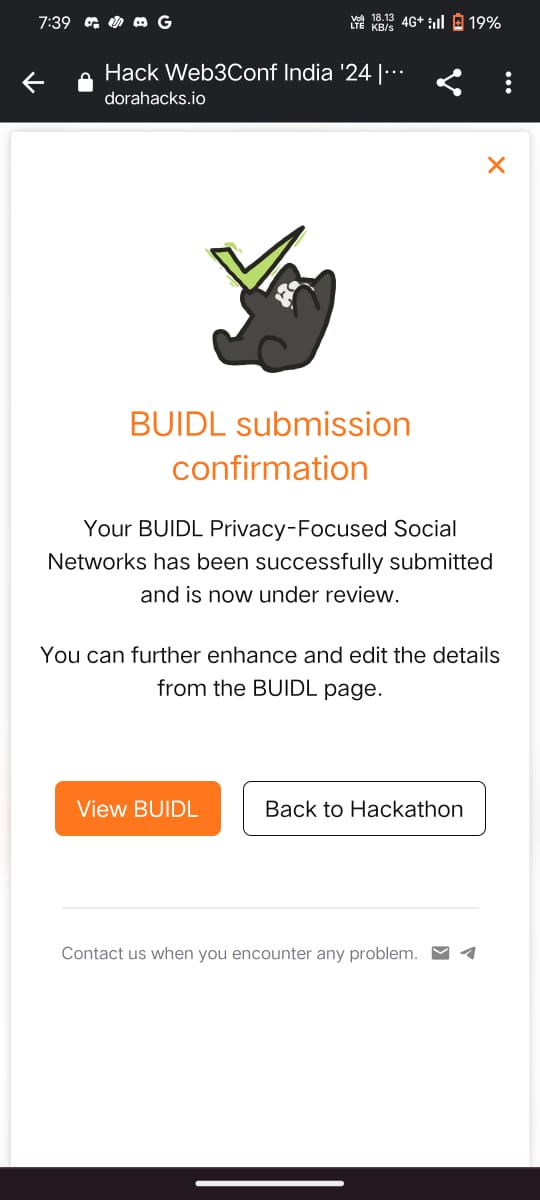 7:39 Vo) LTE 18.13 KB/s 4G+ 19%
Hack Web3Conf India '24 |···
dorahacks.io
BUIDL submission
confirmation
Your BUIDL Privacy-Focused Social
Networks has been successfully submitted
and is now under review.
You can further enhance and edit the details
from the BUIDL page.
View BUIDL Back to Hackathon
Contact us when you encounter any problem.